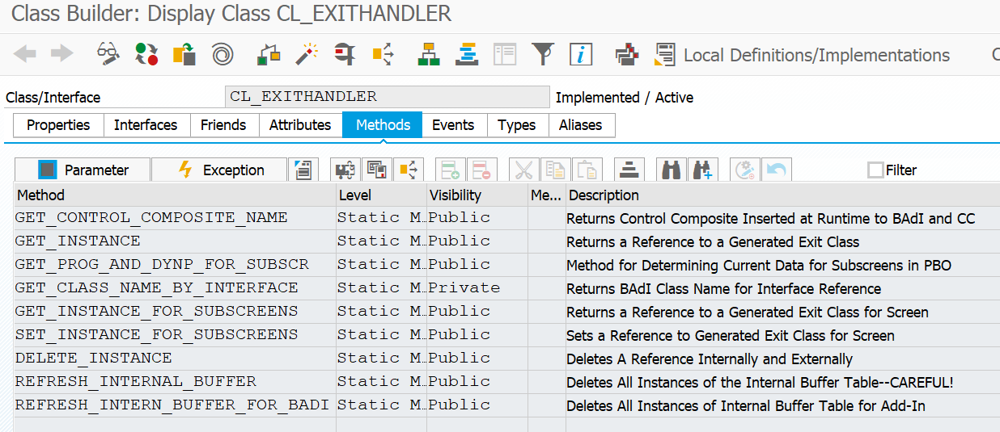 Class Builder: Display Class CL_EXITHANDLER
Local Definitions/Implementations
Class/Interface CL_EXITHANDLER Implemented / Active
Properties Interfaces Friends Attributes Methods Events Types Aliases
Parameter Exception Filter
Method Level Visibility Me... Description
GET_CONTROL_COMPOSITE_NAME Static M... Public Returns Control Composite Inserted at Runtime to BAdI and CC
GET_INSTANCE Static M... Public Returns a Reference to a Generated Exit Class
GET_PROG_AND_DYNP_FOR_SUBSCR Static M... Public Method for Determining Current Data for Subscreens in PBO
GET_CLASS_NAME_BY_INTERFACE Static M... Private Returns BAdI Class Name for Interface Reference
GET_INSTANCE_FOR_SUBSCREENS Static M... Public Returns a Reference to a Generated Exit Class for Screen
SET_INSTANCE_FOR_SUBSCREENS Static M... Public Sets a Reference to Generated Exit Class for Screen
DELETE_INSTANCE Static M... Public Deletes A Reference Internally and Externally
REFRESH_INTERNAL_BUFFER Static M... Public Deletes All Instances of the Internal Buffer Table--CAREFUL!
REFRESH_INTERN_BUFFER_FOR_BADI Static M... Public Deletes All Instances of Internal Buffer Table for Add-In